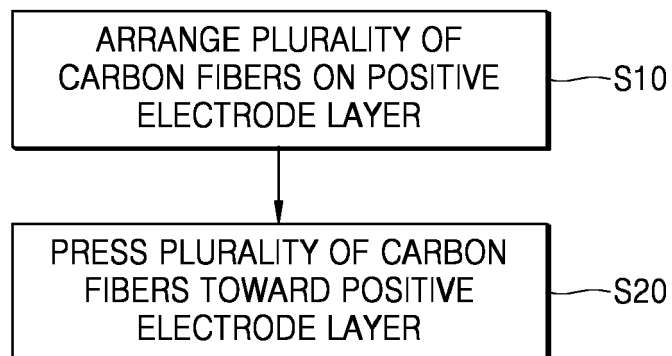 ARRANGE PLURALITY OF
CARBON FIBERS ON POSITIVE
ELECTRODE LAYER
S10
PRESS PLURALITY OF CARBON
FIBERS TOWARD POSITIVE
ELECTRODE LAYER
S20